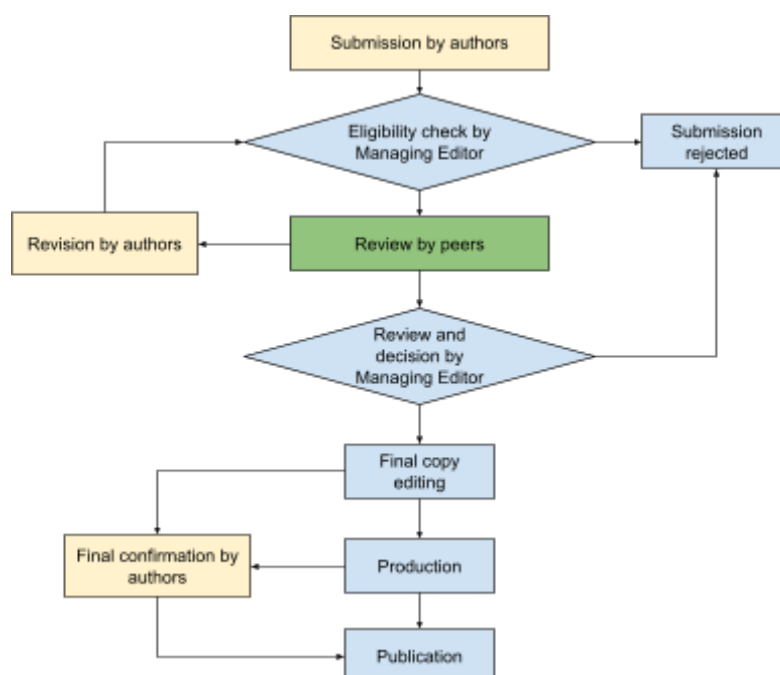 Submission by authors
Eligibility check by
Managing Editor
Submission
rejected
Revision by authors
Review by peers
Review and
decision by
Managing Editor
Final copy
editing
Final confirmation by
authors
Production
Publication